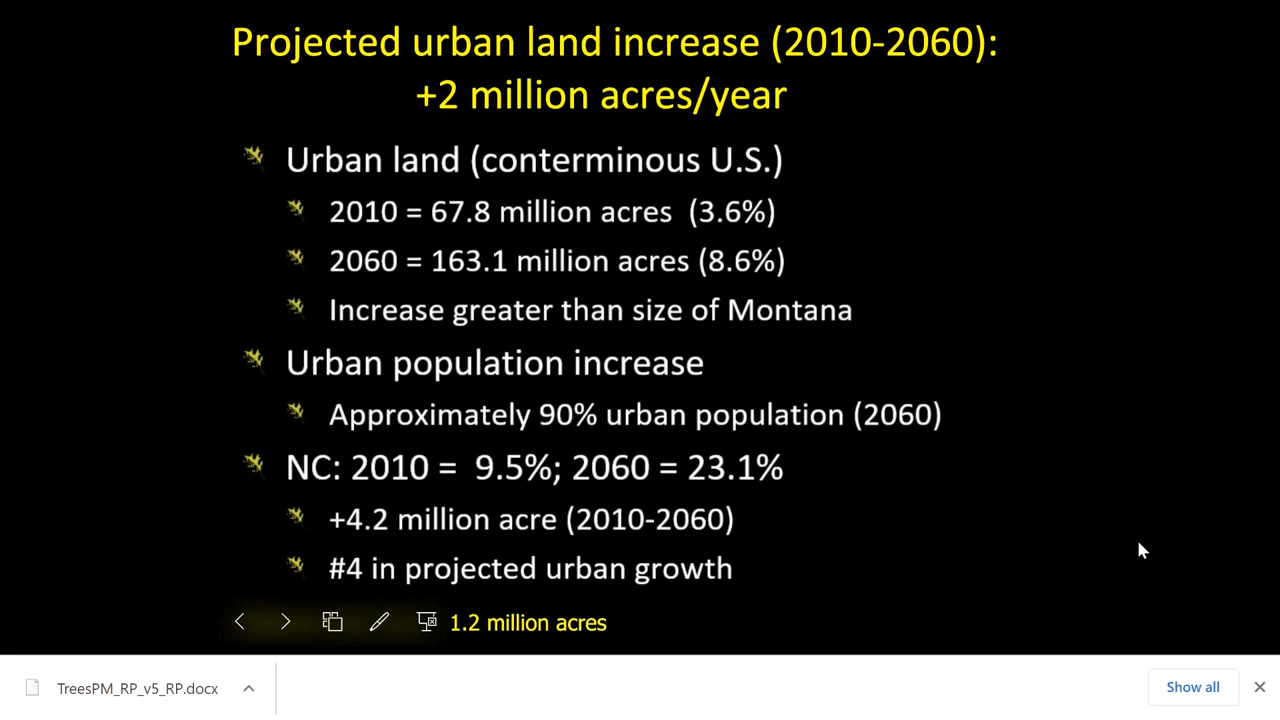 Projected urban land increase (2010-2060):
+2 million acres/year
Urban land (conterminous U.S.)
2010 = 67.8 million acres (3.6%)
2060 = 163.1 million acres (8.6%)
Increase greater than size of Montana
Urban population increase
Approximately 90% urban population (2060)
NC: 2010 = 9.5%; 2060 = 23.1%
+4.2 million acre (2010-2060)
#4 in projected urban growth
1.2 million acres
TreesPM_RP_v5_RP.docx
Show all